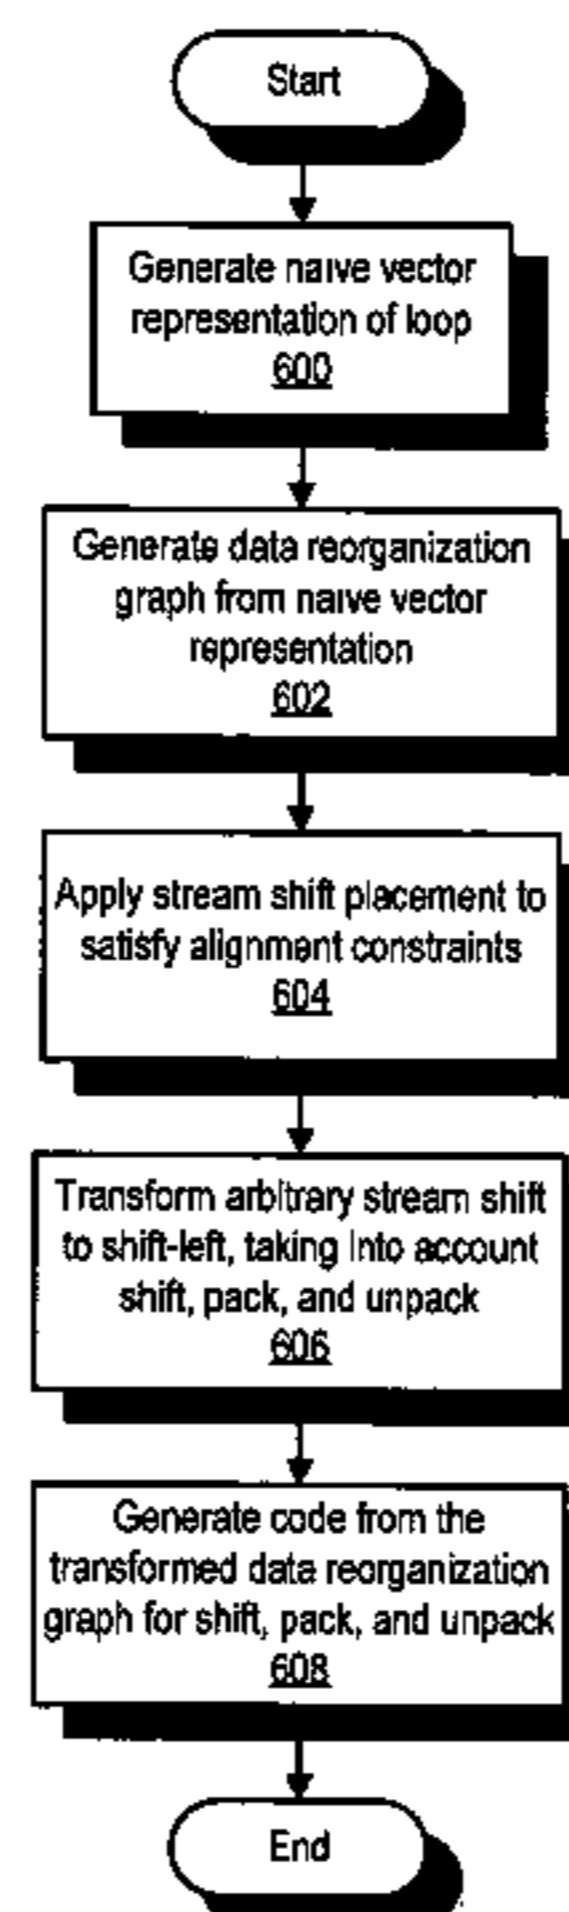 Start
Generate naive vector
representation of loop
600
Generate data reorganization
graph from naive vector
representation
602
Apply stream shift placement to
satisfy alignment constraints
604
Transform arbitrary stream shift
to shift-left, taking into account
shift, pack, and unpack
606
Generate code from the
transformed data reorganization
graph for shift, pack, and unpack
608
End